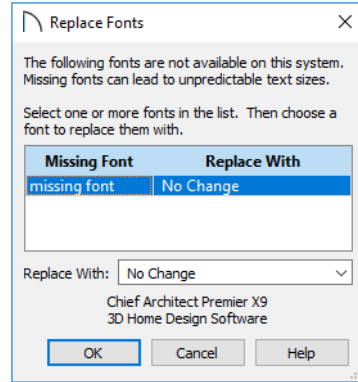 Replace Fonts
The following fonts are not available on this system.
Missing fonts can lead to unpredictable text sizes.
Select one or more fonts in the list. Then choose a
font to replace them with.
Missing Font Replace With
missing font No Change
Replace With: No Change
Chief Architect Premier X9
3D Home Design Software
OK Cancel Help